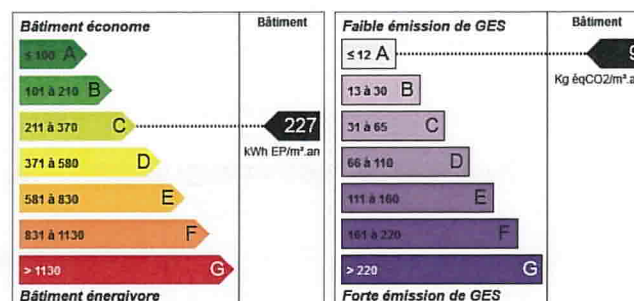 Bâtiment économe
Bâtiment
≤ 100 A
101 à 210 B
211 à 370 C
227
kWh EP/m².an
371 à 580 D
581 à 830 E
831 à 1130 F
> 1130 G
Bâtiment énergivore
Faible émission de GES
Bâtiment
≤ 12 A
9
Kg éqCO2/m².a
13 à 30 B
31 à 65 C
66 à 110 D
111 à 160 E
161 à 220 F
> 220 G
Forte émission de GES